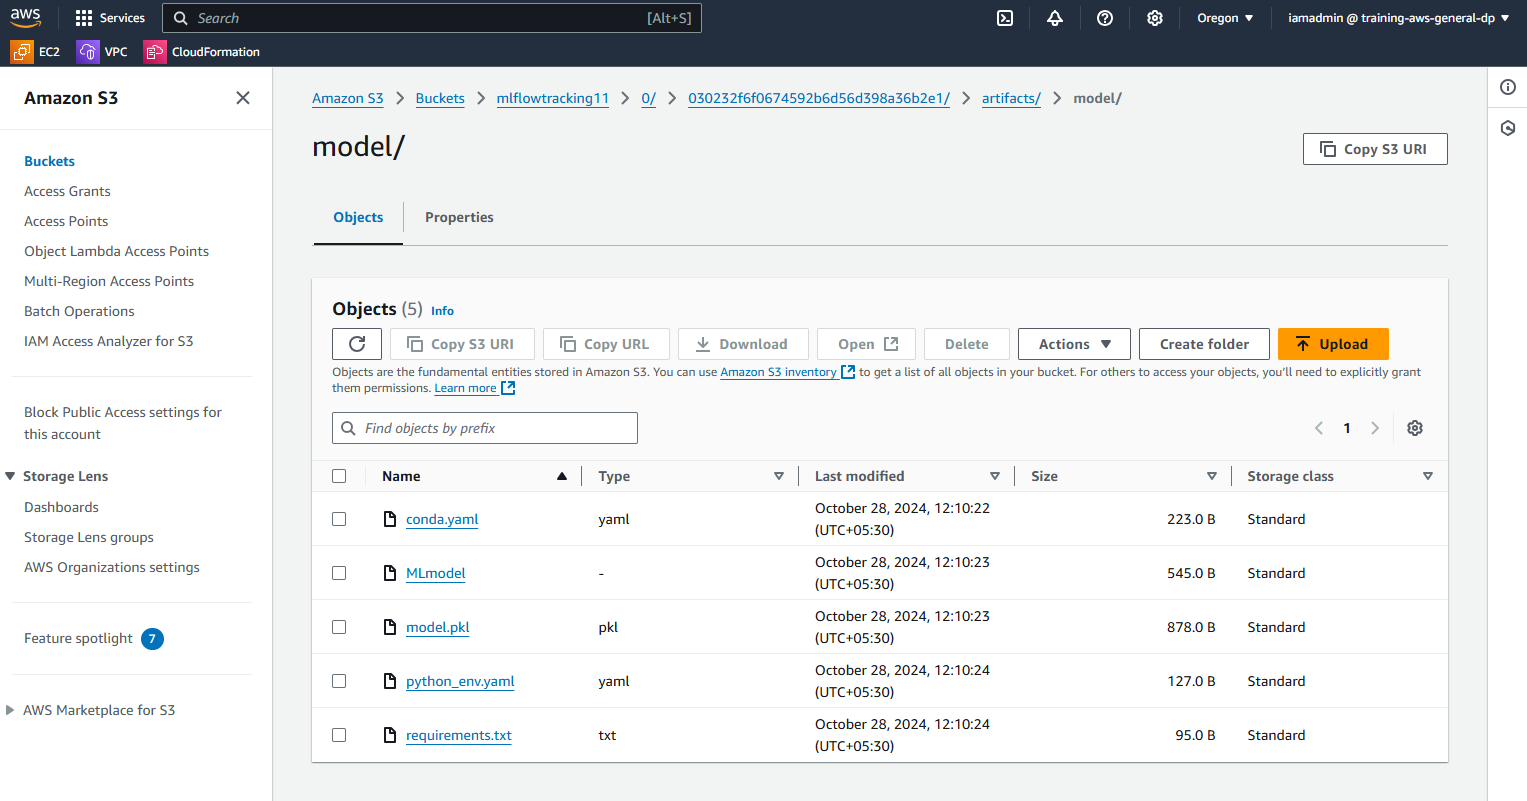 aws Services Search [Alt+S] Oregon ▼ iamadmin @ training-aws-general-dp ▼
EC2 VPC CloudFormation
Amazon S3
Buckets
Access Grants
Access Points
Object Lambda Access Points
Multi-Region Access Points
Batch Operations
IAM Access Analyzer for S3
Block Public Access settings for
this account
Storage Lens
Dashboards
Storage Lens groups
AWS Organizations settings
Feature spotlight 7
AWS Marketplace for S3
Amazon S3 > Buckets > mlflowtracking11 > 0/ > 030232f6f0674592b6d56d398a36b2e1/ > artifacts/ > model/
model/
Copy S3 URI
Objects Properties
Objects (5) Info
Copy S3 URI Copy URL Download Open Delete Actions ▼ Create folder Upload
Objects are the fundamental entities stored in Amazon S3. You can use Amazon S3 inventory to get a list of all objects in your bucket. For others to access your objects, you'll need to explicitly grant
them permissions. Learn more
Find objects by prefix
1
Name Type Last modified Size Storage class
conda.yaml yaml October 28, 2024, 12:10:22 223.0 B Standard
(UTC+05:30)
MLmodel - October 28, 2024, 12:10:23 545.0 B Standard
(UTC+05:30)
model.pkl pkl October 28, 2024, 12:10:23 878.0 B Standard
(UTC+05:30)
python_env.yaml yaml October 28, 2024, 12:10:24 127.0 B Standard
(UTC+05:30)
requirements.txt txt October 28, 2024, 12:10:24 95.0 B Standard
(UTC+05:30)